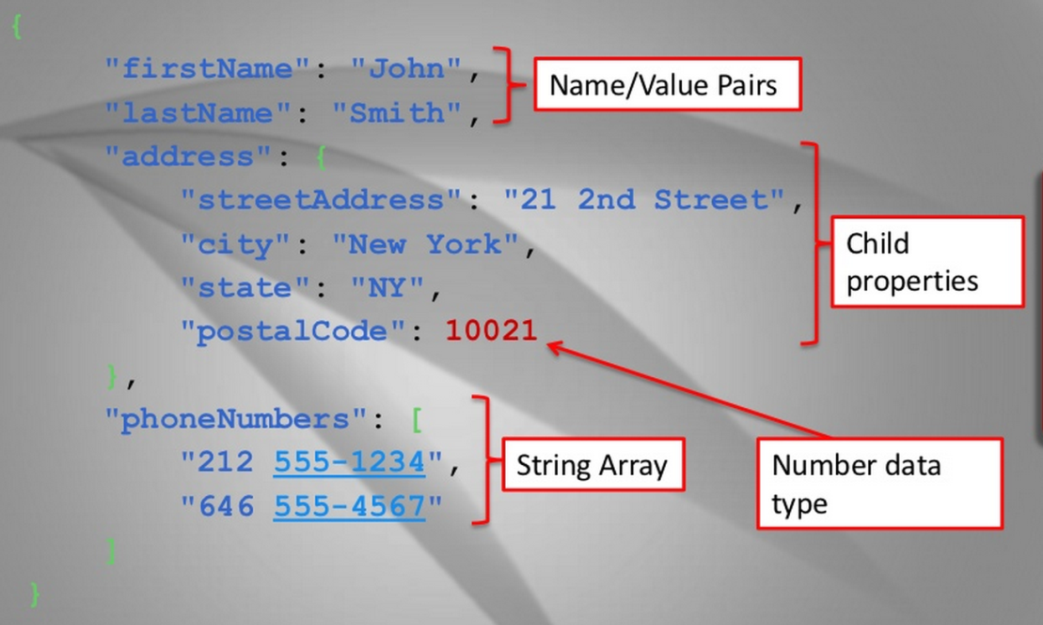 {
"firstName": "John",
"lastName": "Smith",
Name/Value Pairs
"address": {
"streetAddress": "21 2nd Street",
"city": "New York",
"state": "NY",
"postalCode": 10021
Child
properties
},
"phoneNumbers": [
"212 555-1234",
"646 555-4567"
String Array
Number data
type
]
}